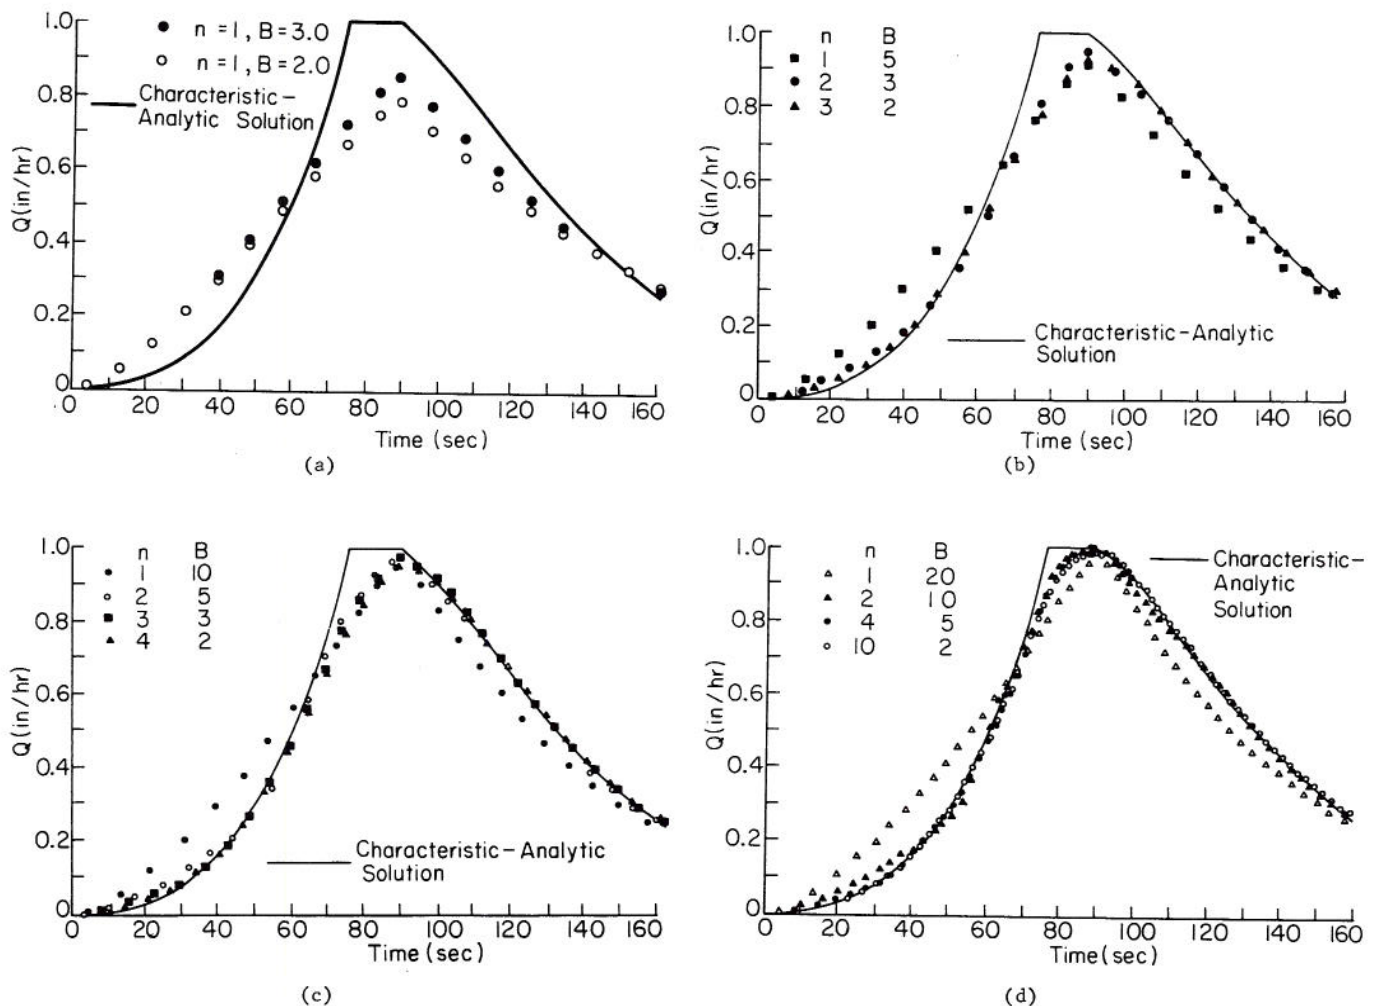 1.0
0.8
0.6
0.4
0.2
0
Q(in/hr)
n = 1, B = 3.0
n = 1, B = 2.0
Characteristic-
Analytic Solution
0 20 40 60 80 100 120 140 160
Time (sec)
(a)
1.0
0.8
0.6
0.4
0.2
0
Q(in/hr)
n B
1 5
2 3
3 2
Characteristic-Analytic
Solution
0 20 40 60 80 100 120 140 160
Time (sec)
(b)
1.0
0.8
0.6
0.4
0.2
0
Q(in/hr)
n B
1 10
2 5
3 3
4 2
Characteristic-Analytic
Solution
0 20 40 60 80 100 120 140 160
Time (sec)
(c)
1.0
0.8
0.6
0.4
0.2
0
Q(in/hr)
n B
1 20
2 10
4 5
10 2
Characteristic-
Analytic
Solution
0 20 40 60 80 100 120 140 160
Time (sec)
(d)